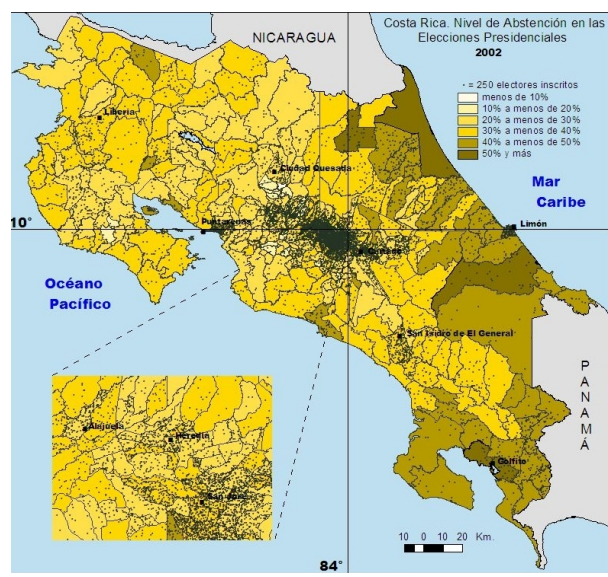 Costa Rica. Nivel de Abstención en las
Elecciones Presidenciales
2002
NICARAGUA
• = 250 electores inscritos
menos de 10%
10% a menos de 20%
20% a menos de 30%
30% a menos de 40%
40% a menos de 50%
50% y más
Liberia
Ciudad Quesada
Mar
Caribe
10°
Puntarenas
Limón
Océano
Pacífico
San Isidro de El General
PANAMÁ
Alajuela
Heredia
San José
Golfito
10 0 10 20 Km.
84°